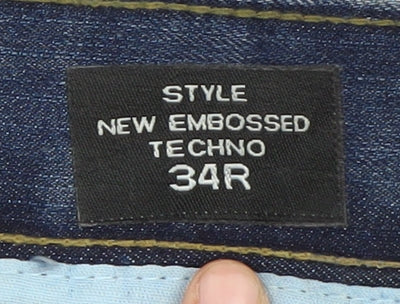 STYLE
NEW EMBOSSED
TECHNO
34R